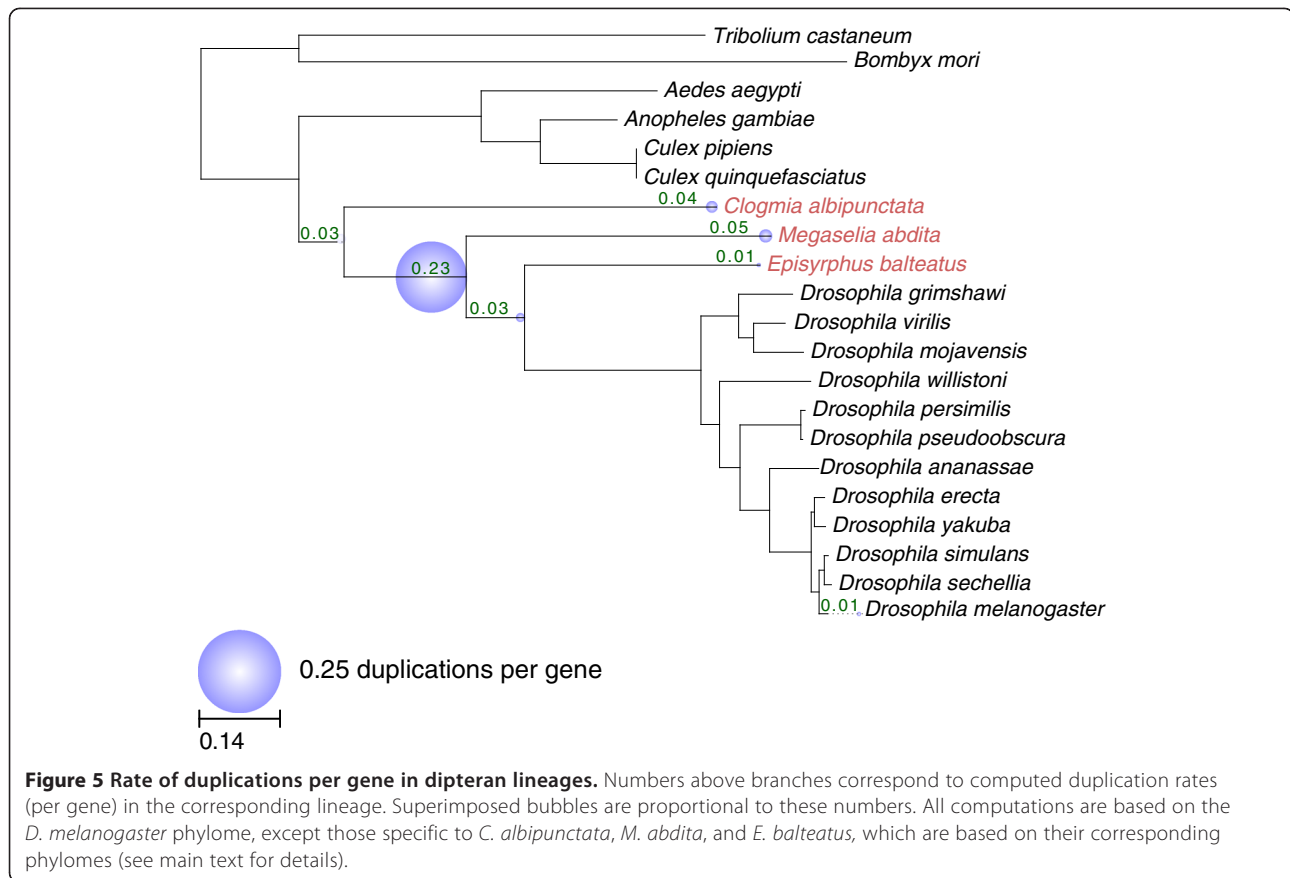 Tribolium castaneum
Bombyx mori
Aedes aegypti
Anopheles gambiae
Culex pipiens
Culex quinquefasciatus
0.04
Clogmia albipunctata
0.03
0.05
Megaselia abdita
0.23
0.01
Episyrphus balteatus
0.03
Drosophila grimshawi
Drosophila virilis
Drosophila mojavensis
Drosophila willistoni
Drosophila persimilis
Drosophila pseudoobscura
Drosophila ananassae
Drosophila erecta
Drosophila yakuba
Drosophila simulans
Drosophila sechellia
0.01
Drosophila melanogaster
0.25 duplications per gene
0.14
Figure 5 Rate of duplications per gene in dipteran lineages. Numbers above branches correspond to computed duplication rates
(per gene) in the corresponding lineage. Superimposed bubbles are proportional to these numbers. All computations are based on the
D. melanogaster phylome, except those specific to C. albipunctata, M. abdita, and E. balteatus, which are based on their corresponding
phylomes (see main text for details).